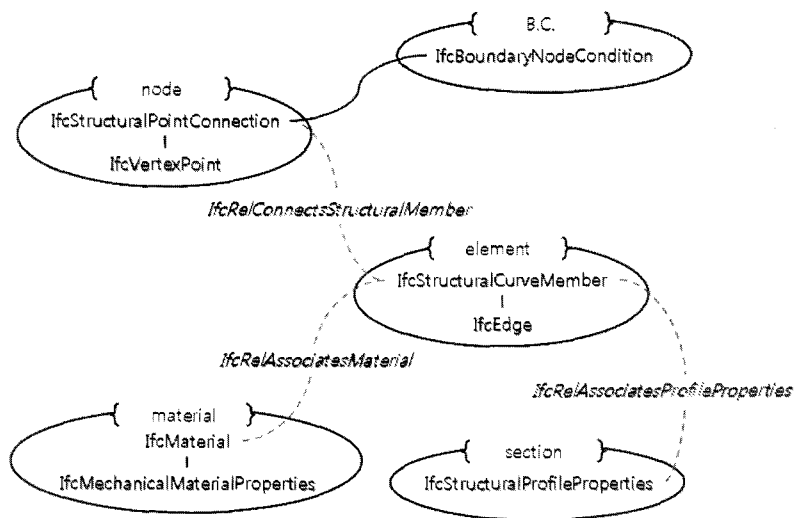 B.C.
IfcBoundaryNodeCondition
node
IfcStructuralPointConnection
IfcVertexPoint
IfcRelConnectsStructuralMember
element
IfcStructuralCurveMember
IfcEdge
IfcRelAssociatesMaterial
IfcRelAssociatesProfileProperties
material
IfcMaterial
IfcMechanicalMaterialProperties
section
IfcStructuralProfileProperties